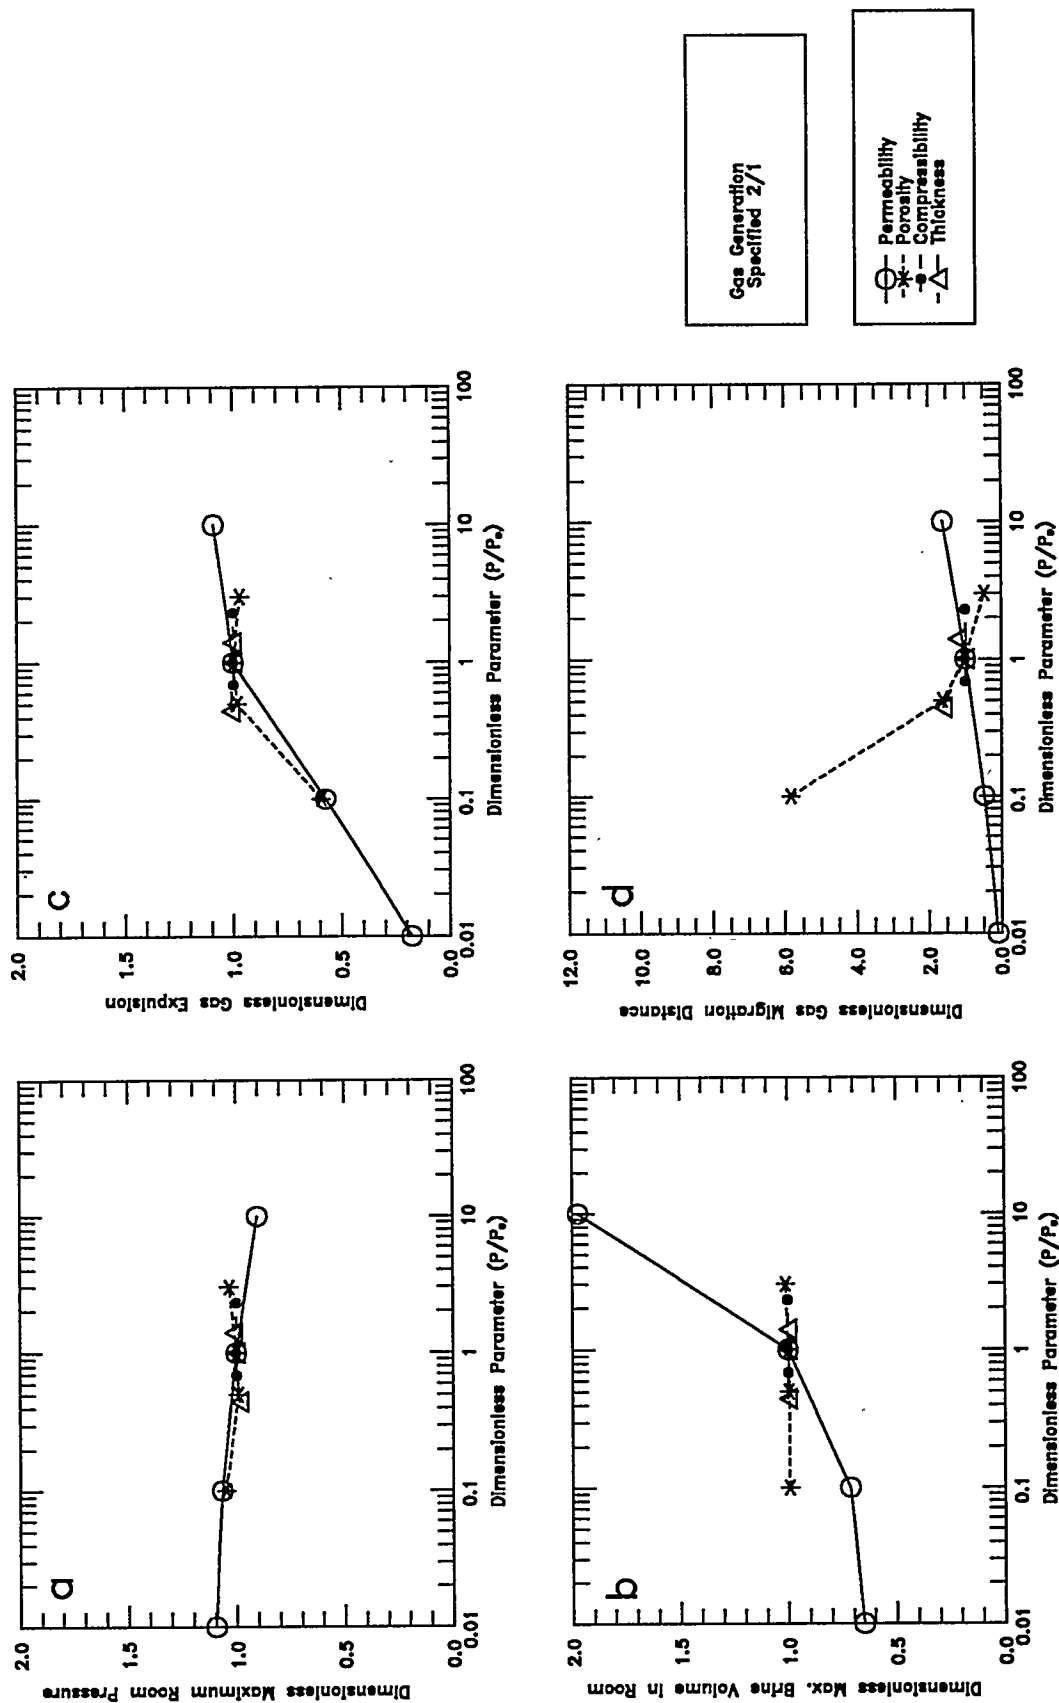 a
Dimensionless Maximum Room Pressure
2.0
1.5
1.0
0.5
0.0
0.01
0.1
1
10
100
Dimensionless Parameter (P/Pₒ)
c
Dimensionless Gas Expulsion
2.0
1.5
1.0
0.5
0.0
0.01
0.1
1
10
100
Dimensionless Parameter (P/Pₒ)
b
Dimensionless Max. Brine Volume in Room
2.0
1.5
1.0
0.5
0.0
0.01
0.1
1
10
100
Dimensionless Parameter (P/Pₒ)
d
Dimensionless Gas Migration Distance
12.0
10.0
8.0
6.0
4.0
2.0
0.0
0.01
0.1
1
10
100
Dimensionless Parameter (P/Pₒ)
Gas Generation
Specified 2/1
Permeability
Porosity
Compressibility
Thickness